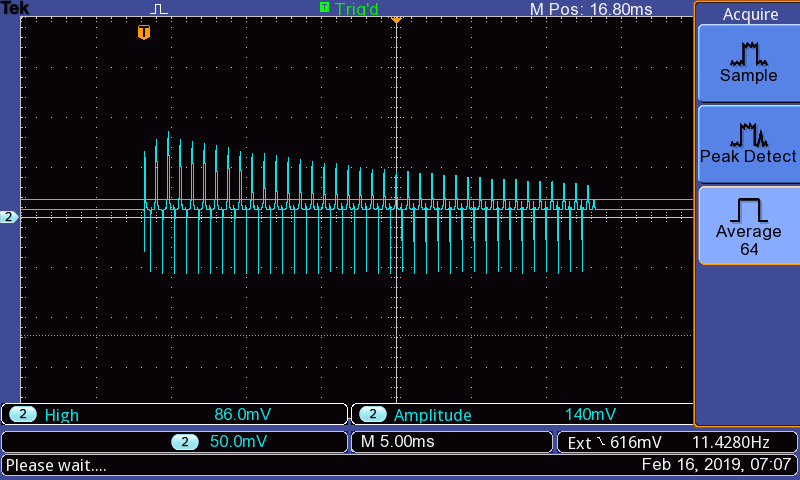 Tek
T Trig'd
M Pos: 16.80ms
Acquire
T
Sample
Peak Detect
2
Average
64
2 High 86.0mV
2 Amplitude 140mV
2 50.0mV
M 5.00ms
Ext 616mV 11.4280Hz
Please wait....
Feb 16, 2019, 07:07